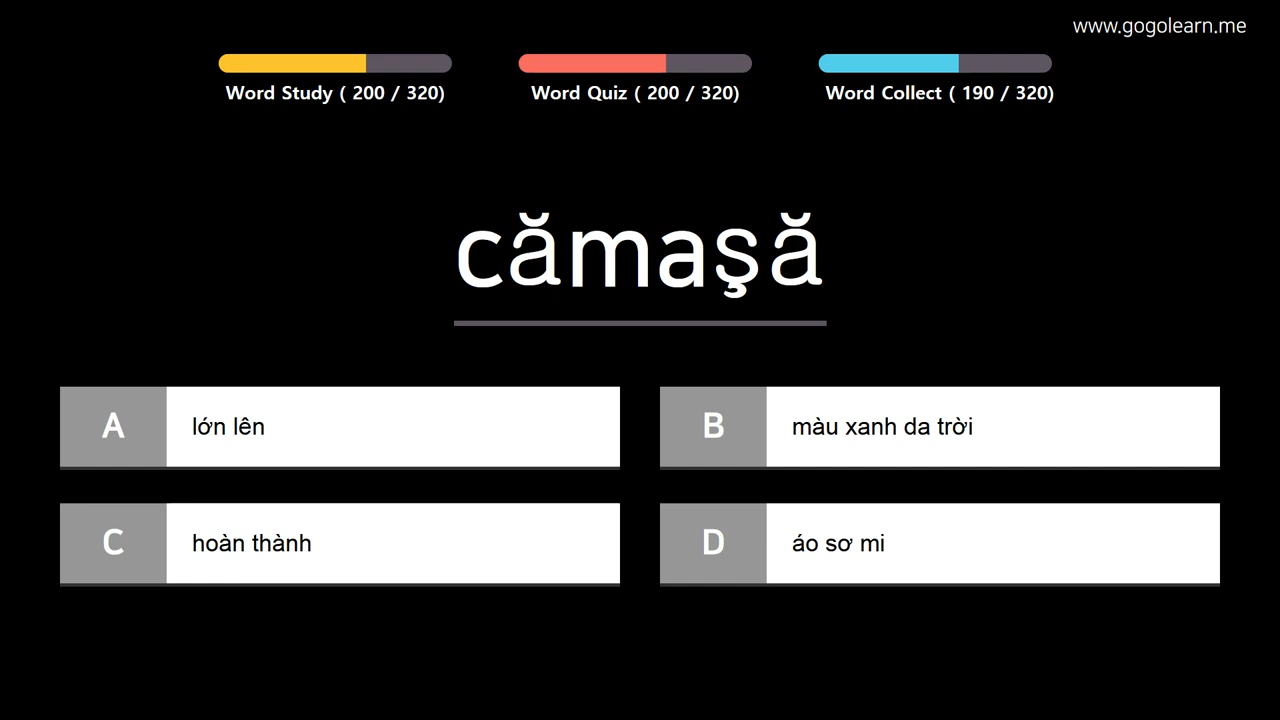 www.gogolearn.me
Word Study ( 200 / 320)
Word Quiz ( 200 / 320)
Word Collect ( 190 / 320)
cămaşă
A
lớn lên
B
màu xanh da trời
C
hoàn thành
D
áo sơ mi